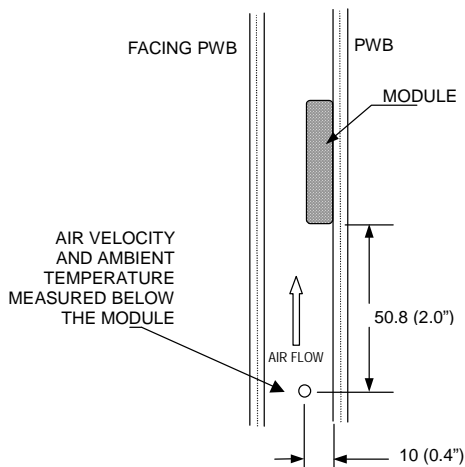 FACING PWB
PWB
MODULE
AIR VELOCITY
AND AMBIENT
TEMPERATURE
MEASURED BELOW
THE MODULE
AIR FLOW
50.8 (2.0”)
10 (0.4”)